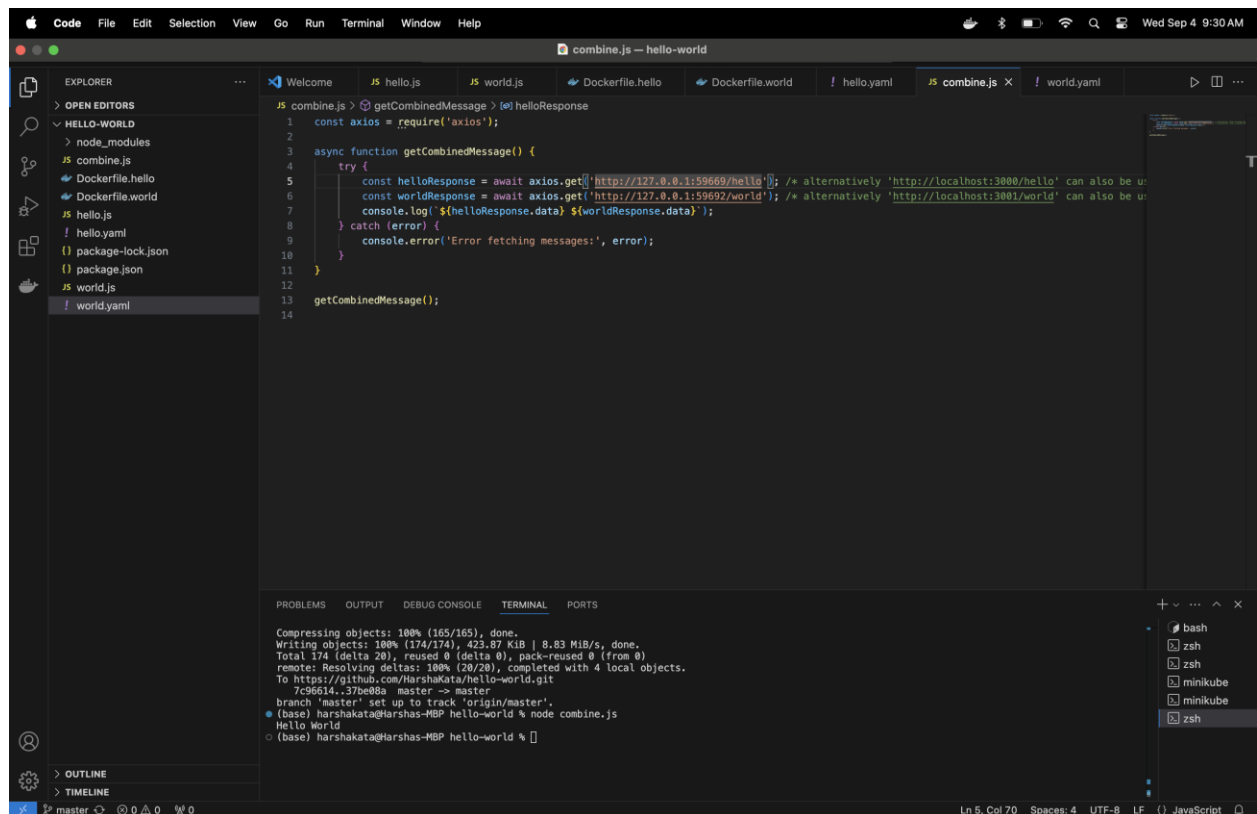 Code File Edit Selection View Go Run Terminal Window Help Wed Sep 4 9:30 AM
combine.js — hello-world
EXPLORER ...
OPEN EDITORS
HELLO-WORLD
node_modules
JS combine.js
Dockerfile.hello
Dockerfile.world
JS hello.js
! hello.yaml
{} package-lock.json
{} package.json
JS world.js
! world.yaml
OUTLINE
TIMELINE
Welcome JS hello.js JS world.js Dockerfile.hello Dockerfile.world ! hello.yaml JS combine.js ! world.yaml
JS combine.js > getCombinedMessage > helloResponse
1 const axios = require('axios');
2
3 async function getCombinedMessage() {
4 try {
5 const helloResponse = await axios.get('http://127.0.0.1:59669/hello'); /* alternatively 'http://localhost:3000/hello' can also be us
6 const worldResponse = await axios.get('http://127.0.0.1:59692/world'); /* alternatively 'http://localhost:3001/world' can also be us
7 console.log(`${helloResponse.data} ${worldResponse.data}`);
8 } catch (error) {
9 console.error('Error fetching messages:', error);
10 }
11 }
12
13 getCombinedMessage();
14
PROBLEMS OUTPUT DEBUG CONSOLE TERMINAL PORTS
Compressing objects: 100% (165/165), done.
Writing objects: 100% (174/174), 423.87 KiB | 8.83 MiB/s, done.
Total 174 (delta 20), reused 0 (delta 0), pack-reused 0 (from 0)
remote: Resolving deltas: 100% (20/20), completed with 4 local objects.
To https://github.com/HarshaKata/hello-world.git
7c96614..37be08a master -> master
branch 'master' set up to track 'origin/master'.
(base) harshakata@Harshas-MBP hello-world % node combine.js
Hello World
(base) harshakata@Harshas-MBP hello-world %
bash
zsh
zsh
minikube
minikube
zsh
master 0 0 0 Ln 5, Col 70 Spaces: 4 UTF-8 LF {} JavaScript